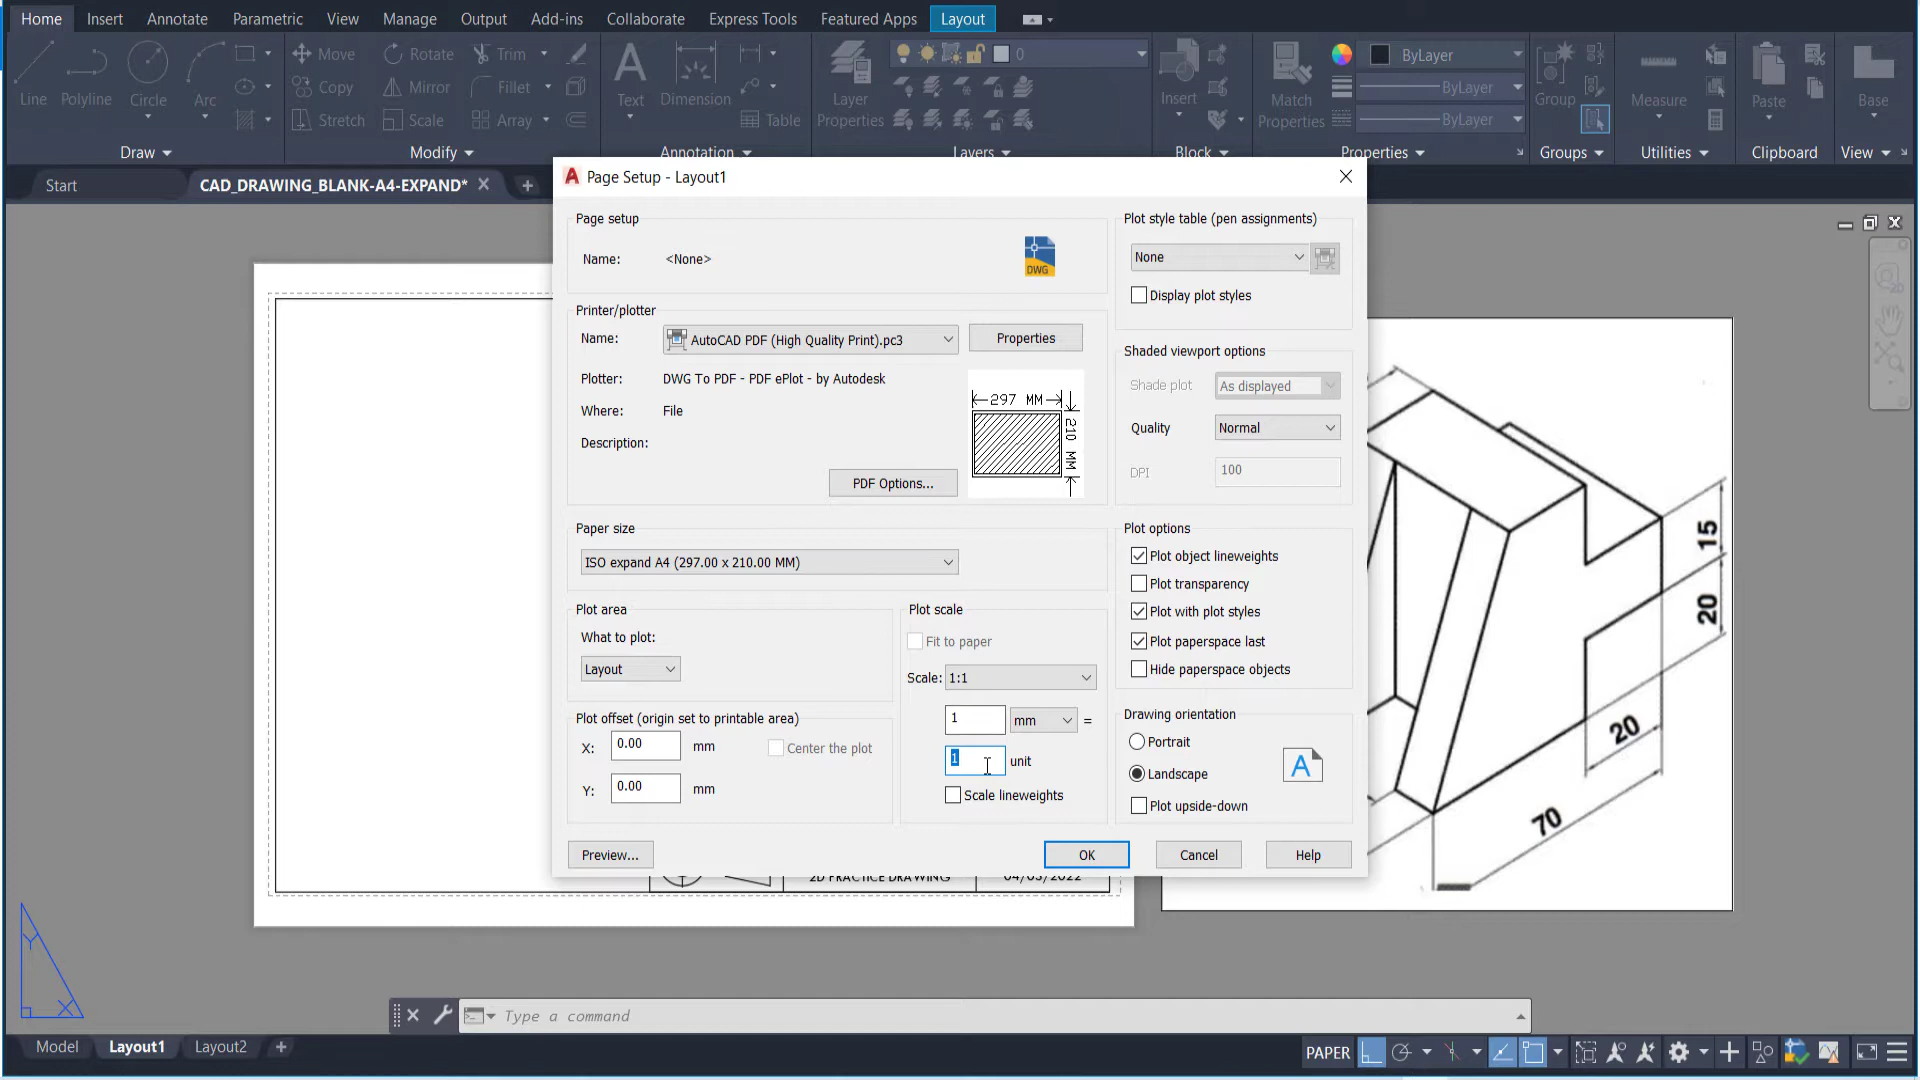 Home Insert Annotate Parametric View Manage Output Add-ins Collaborate Express Tools Featured Apps Layout
Line Polyline Circle Arc
Move Rotate Trim
Copy Mirror Fillet
Stretch Scale Array
Text Dimension
Table
Layer
Properties
0
Insert
Match
Properties
ByLayer
ByLayer
ByLayer
Group
Measure
Paste
Base
Draw Modify Annotation Layers Block Properties Groups Utilities Clipboard View
Start CAD_DRAWING_BLANK-A4-EXPAND*
Page Setup - Layout1
Page setup
Name: <None>
DWG
Printer/plotter
Name: AutoCAD PDF (High Quality Print).pc3 Properties
Plotter: DWG To PDF - PDF ePlot - by Autodesk
Where: File
Description:
297 MM
210 MM
PDF Options...
Paper size
ISO expand A4 (297.00 x 210.00 MM)
Plot area
What to plot:
Layout
Plot offset (origin set to printable area)
X: 0.00 mm Center the plot
Y: 0.00 mm
Plot scale
Fit to paper
Scale: 1:1
1 mm =
1 unit
Scale lineweights
Plot style table (pen assignments)
None
Display plot styles
Shaded viewport options
Shade plot As displayed
Quality Normal
DPI 100
Plot options
Plot object lineweights
Plot transparency
Plot with plot styles
Plot paperspace last
Hide paperspace objects
Drawing orientation
Portrait
Landscape
A
Plot upside-down
Preview... OK Cancel Help
2D PRACTICE DRAWING 04/03/2022
15
20
20
70
2D
Y
X
Type a command
Model Layout1 Layout2 +
PAPER